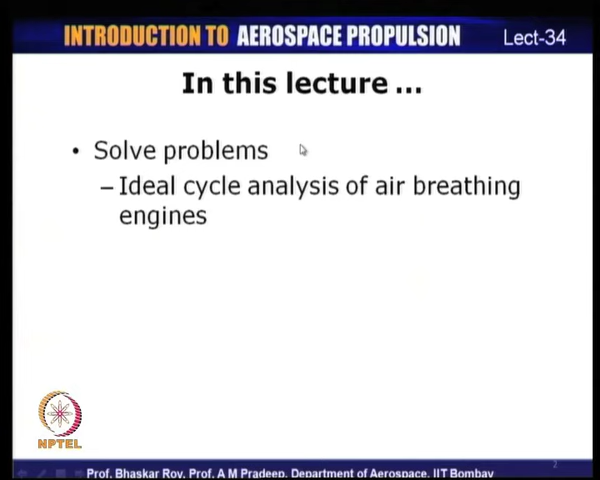 INTRODUCTION TO AEROSPACE PROPULSION Lect-34
In this lecture ...
• Solve problems
– Ideal cycle analysis of air breathing
engines
NPTEL
2
Prof. Bhaskar Roy, Prof. A M Pradeep, Department of Aerospace, IIT Bombay